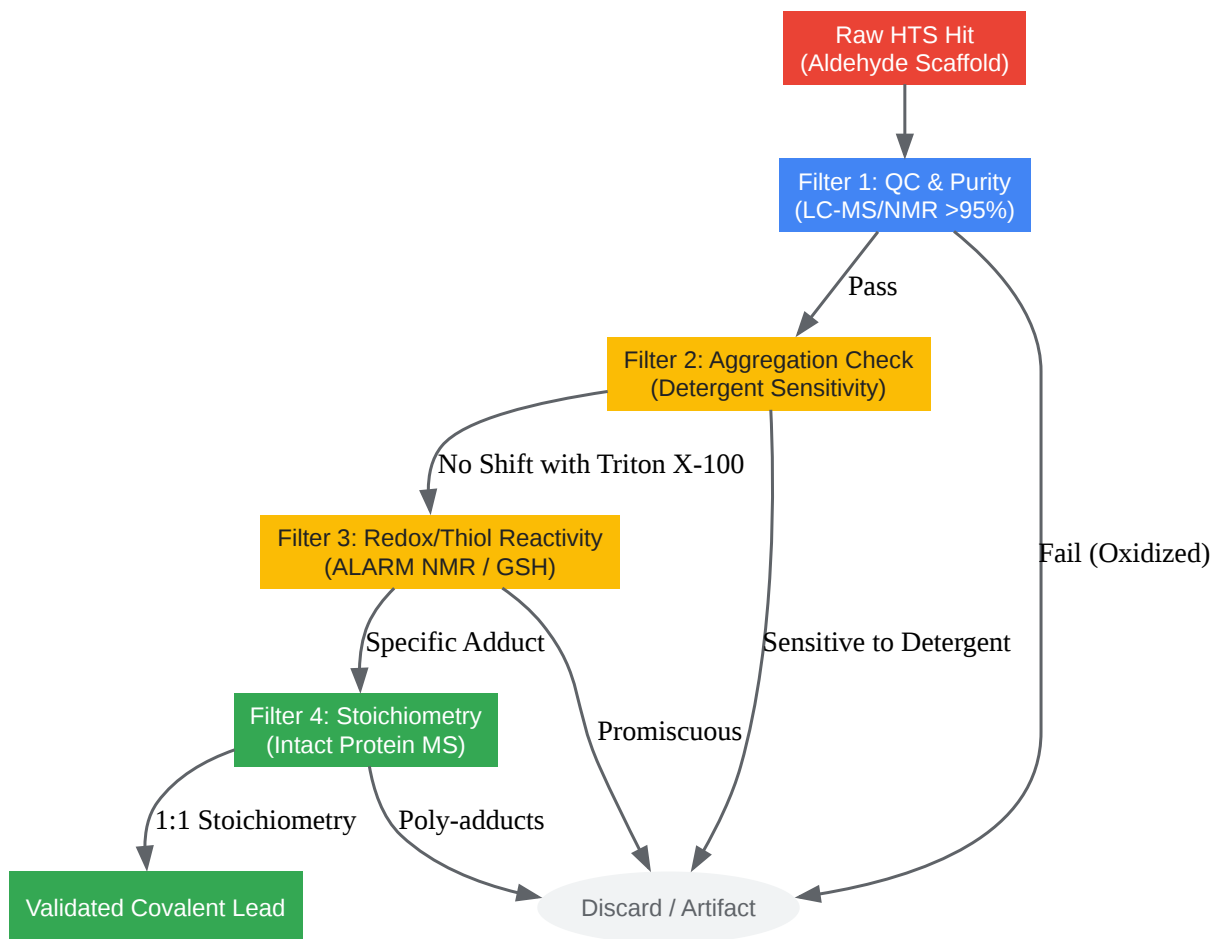 Raw HTS Hit
(Aldehyde Scaffold)
Filter 1: QC & Purity
(LC-MS/NMR >95%)
Pass
Filter 2: Aggregation Check
(Detergent Sensitivity)
No Shift with Triton X-100
Filter 3: Redox/Thiol Reactivity
(ALARM NMR / GSH)
Fail (Oxidized)
Specific Adduct
Sensitive to Detergent
Filter 4: Stoichiometry
(Intact Protein MS)
Promiscuous
1:1 Stoichiometry
Poly-adducts
Validated Covalent Lead
Discard / Artifact